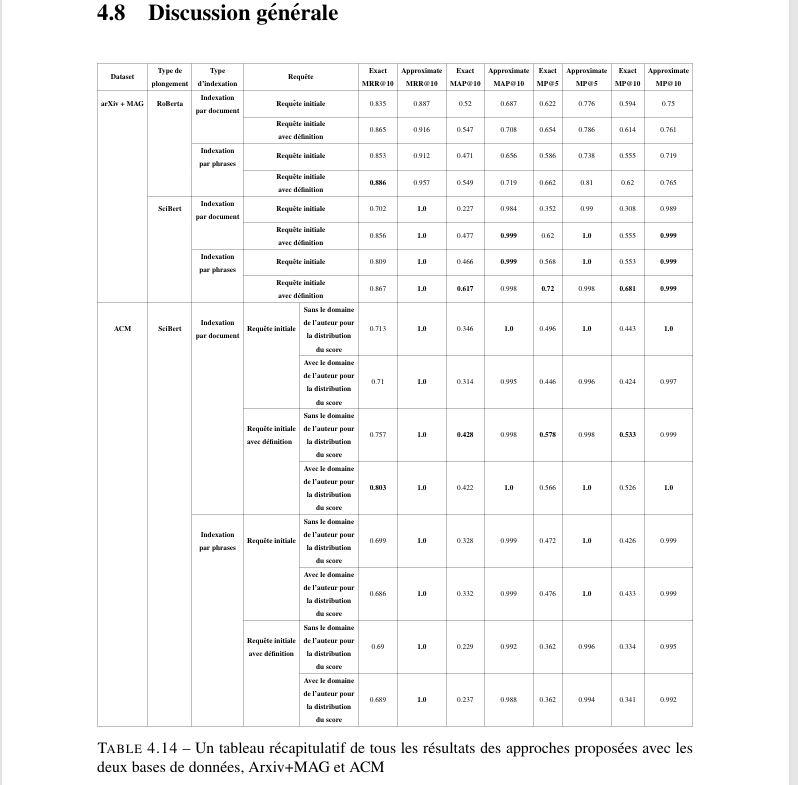 4.8 Discussion générale
Dataset Type de plongement Type d'indexation Requête Exact MRR@10 Approximate MRR@10 Exact MAP@10 Approximate MAP@10 Exact MP@5 Approximate MP@5 Exact MP@10 Approximate MP@10
arXiv + MAG RoBerta Indexation par document Requête initiale 0.835 0.887 0.52 0.687 0.622 0.776 0.594 0.75
Requête initiale avec définition 0.865 0.916 0.547 0.708 0.654 0.786 0.614 0.761
Indexation par phrases Requête initiale 0.853 0.912 0.471 0.656 0.586 0.738 0.555 0.719
Requête initiale avec définition 0.886 0.957 0.549 0.719 0.662 0.81 0.62 0.765
SciBert Indexation par document Requête initiale 0.702 1.0 0.227 0.984 0.352 0.99 0.308 0.989
Requête initiale avec définition 0.856 1.0 0.477 0.999 0.62 1.0 0.555 0.999
Indexation par phrases Requête initiale 0.809 1.0 0.466 0.999 0.568 1.0 0.553 0.999
Requête initiale avec définition 0.867 1.0 0.617 0.998 0.72 0.998 0.681 0.999
ACM SciBert Indexation par document Requête initiale Sans le domaine de l'auteur pour la distribution du score 0.713 1.0 0.346 1.0 0.496 1.0 0.443 1.0
Avec le domaine de l'auteur pour la distribution du score 0.71 1.0 0.314 0.995 0.446 0.996 0.424 0.997
Requête initiale avec définition Sans le domaine de l'auteur pour la distribution du score 0.757 1.0 0.428 0.998 0.578 0.998 0.533 0.999
Avec le domaine de l'auteur pour la distribution du score 0.803 1.0 0.422 1.0 0.566 1.0 0.526 1.0
Indexation par phrases Requête initiale Sans le domaine de l'auteur pour la distribution du score 0.699 1.0 0.328 0.999 0.472 1.0 0.426 0.999
Avec le domaine de l'auteur pour la distribution du score 0.686 1.0 0.332 0.999 0.476 1.0 0.433 0.999
Requête initiale avec définition Sans le domaine de l'auteur pour la distribution du score 0.69 1.0 0.229 0.992 0.362 0.996 0.334 0.995
Avec le domaine de l'auteur pour la distribution du score 0.689 1.0 0.237 0.988 0.362 0.994 0.341 0.992
TABLE 4.14 – Un tableau récapitulatif de tous les résultats des approches proposées avec les
deux bases de données, Arxiv+MAG et ACM